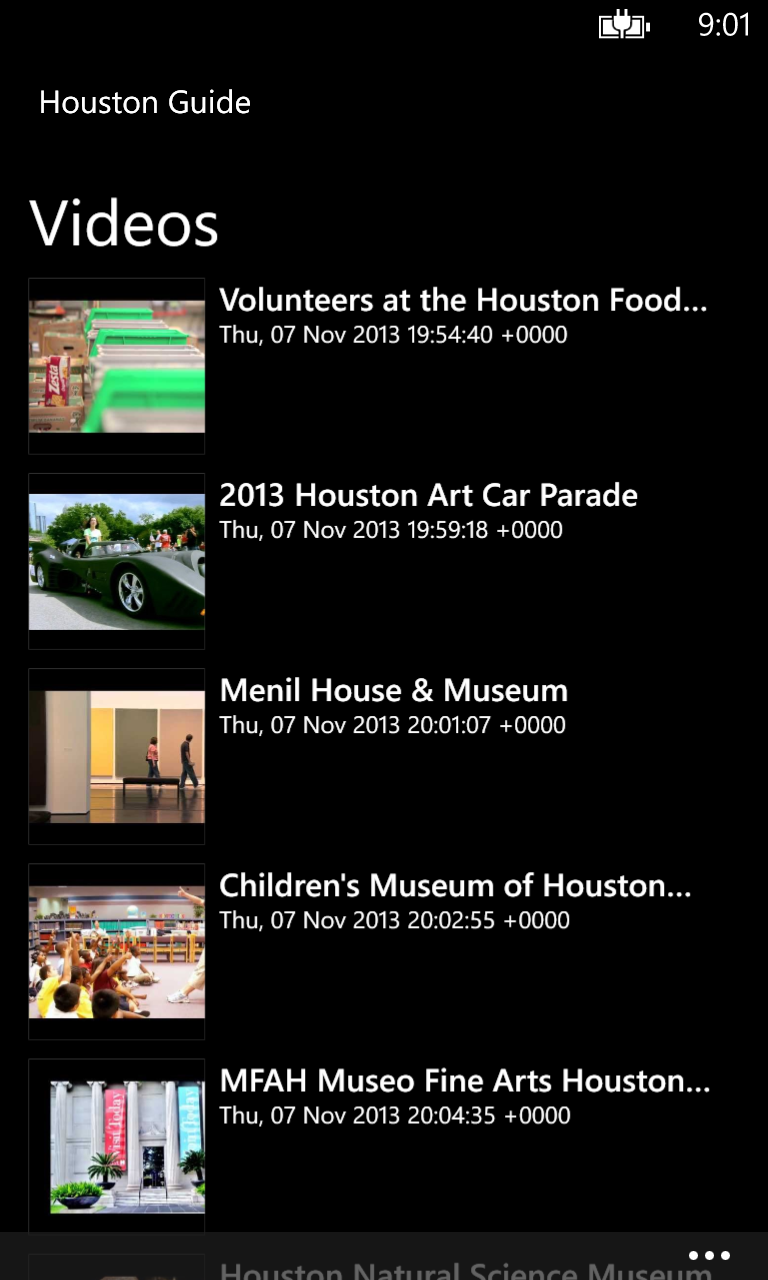 9:01
Houston Guide
Videos
Volunteers at the Houston Food...
Thu, 07 Nov 2013 19:54:40 +0000
Zesta
2013 Houston Art Car Parade
Thu, 07 Nov 2013 19:59:18 +0000
Menil House & Museum
Thu, 07 Nov 2013 20:01:07 +0000
Children's Museum of Houston...
Thu, 07 Nov 2013 20:02:55 +0000
MFAH Museo Fine Arts Houston...
Thu, 07 Nov 2013 20:04:35 +0000
Today
Houston Natural Science Museum